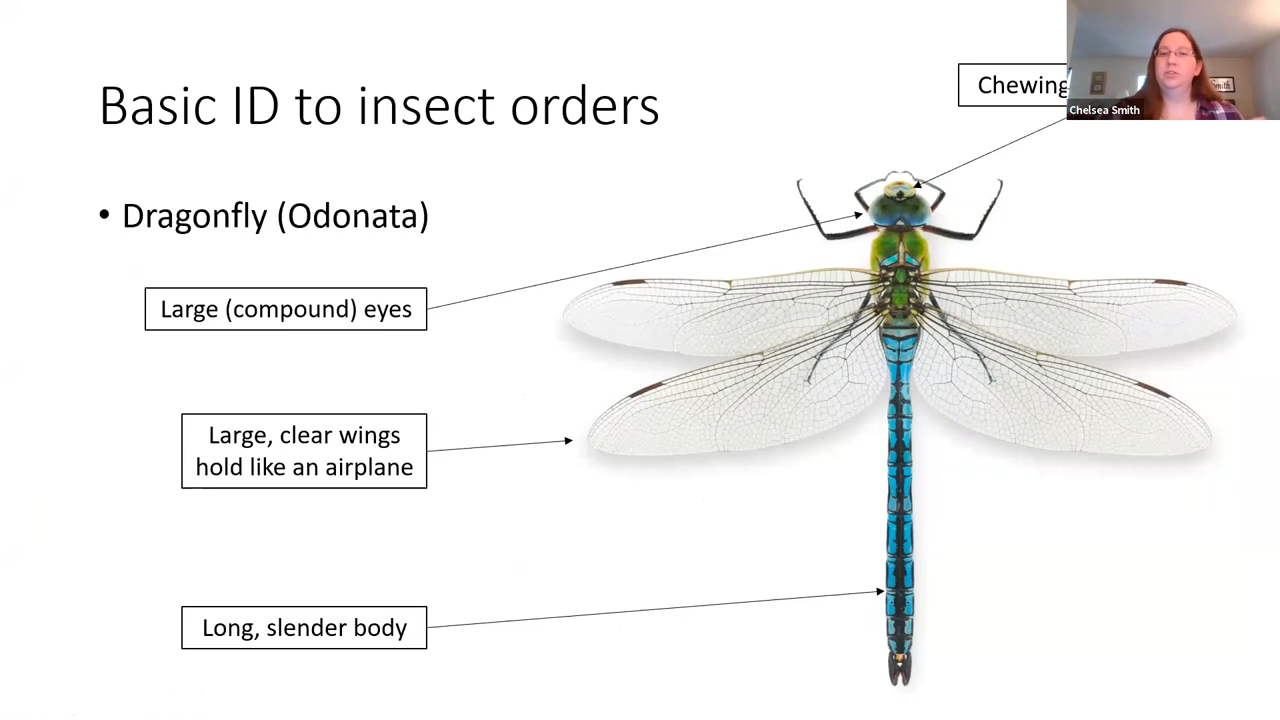 Basic ID to insect orders
Chewing
Chelsea Smith
• Dragonfly (Odonata)
Large (compound) eyes
Large, clear wings
hold like an airplane
Long, slender body